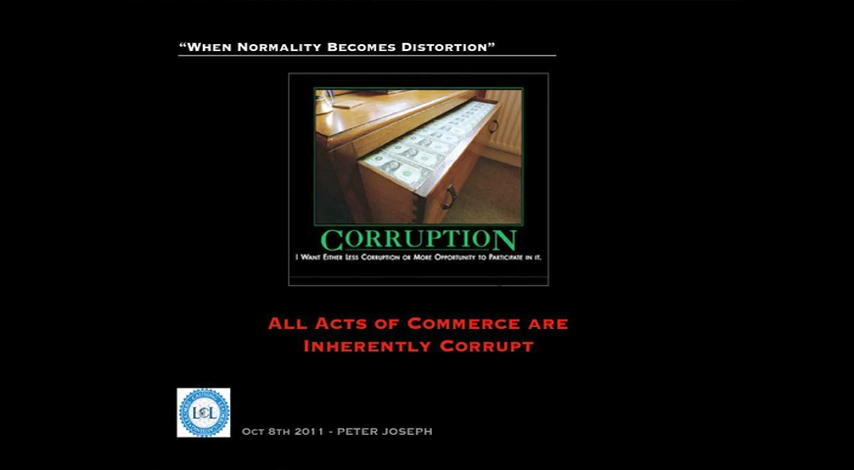 “When Normality Becomes Distortion”
Corruption
I Want Either Less Corruption or More Opportunity to Participate in it.
All Acts of Commerce are
Inherently Corrupt
LCL
Oct 8th 2011 - Peter Joseph